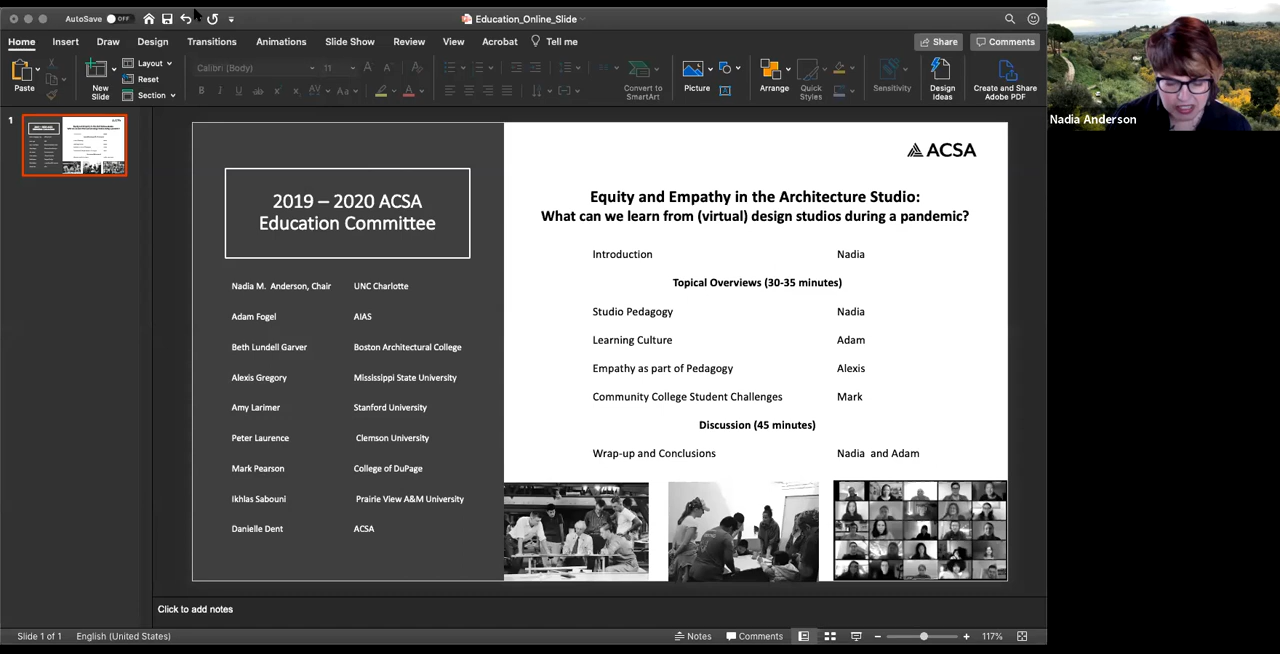 AutoSave OFF
Education_Online_Slide
Home Insert Draw Design Transitions Animations Slide Show Review View Acrobat Tell me
Share Comments
Paste
New Slide
Layout
Reset
Section
Calibri (Body) 11
Convert to SmartArt
Picture
Arrange
Quick Styles
Sensitivity
Design Ideas
Create and Share Adobe PDF
Nadia Anderson
1
2019 – 2020 ACSA
Education Committee
Nadia M. Anderson, Chair UNC Charlotte
Adam Fogel AIAS
Beth Lundell Garver Boston Architectural College
Alexis Gregory Mississippi State University
Amy Larimer Stanford University
Peter Laurence Clemson University
Mark Pearson College of DuPage
Ikhlas Sabouni Prairie View A&M University
Danielle Dent ACSA
ACSA
Equity and Empathy in the Architecture Studio:
What can we learn from (virtual) design studios during a pandemic?
Introduction Nadia
Topical Overviews (30-35 minutes)
Studio Pedagogy Nadia
Learning Culture Adam
Empathy as part of Pedagogy Alexis
Community College Student Challenges Mark
Discussion (45 minutes)
Wrap-up and Conclusions Nadia and Adam
Click to add notes
Slide 1 of 1 English (United States) Notes Comments 117%